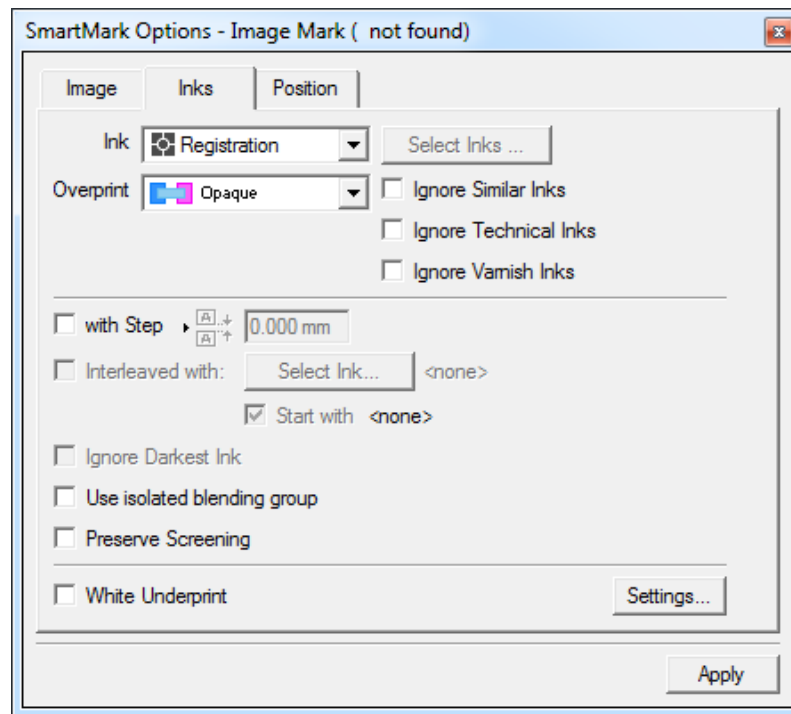 SmartMark Options - Image Mark (  not found)
Image Inks Position
Ink Registration Select Inks ...
Overprint Opaque Ignore Similar Inks
Ignore Technical Inks
Ignore Varnish Inks
with Step A A 0.000 mm
Interleaved with: Select Ink... <none>
Start with <none>
Ignore Darkest Ink
Use isolated blending group
Preserve Screening
White Underprint Settings...
Apply